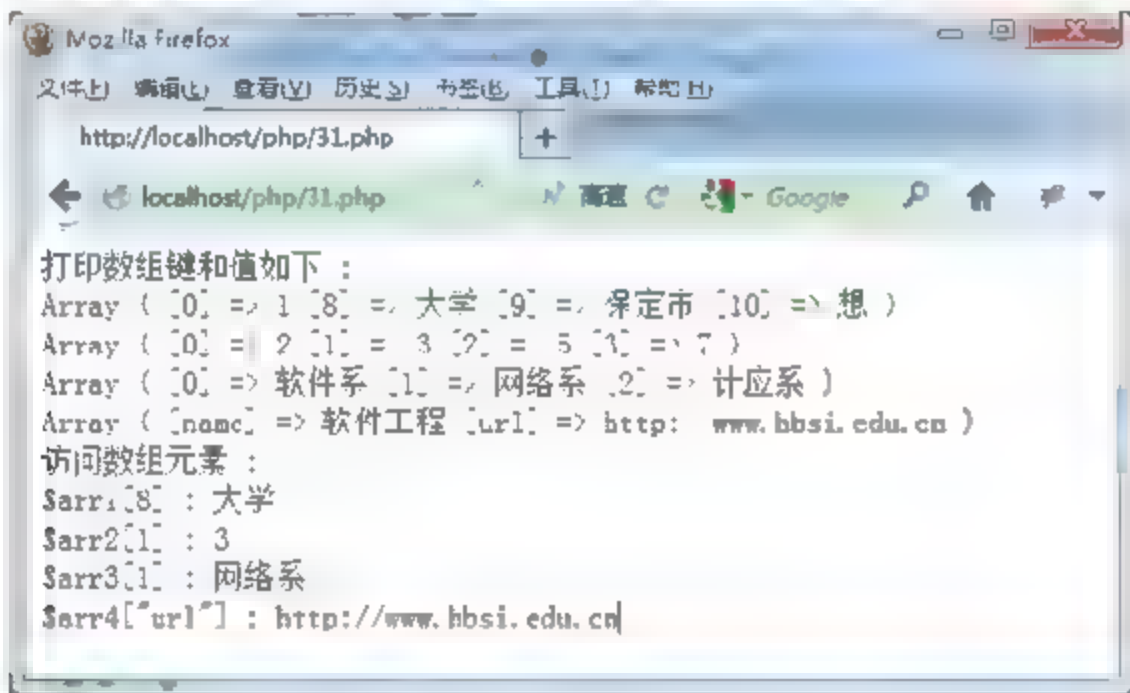 Mozilla Firefox
文件(F) 编辑(E) 查看(V) 历史(S) 书签(B) 工具(T) 帮助(H)
http://localhost/php/31.php +
localhost/php/31.php 高速 Google
打印数组键和值如下：
Array ( [0] => 1 [8] => 大学 [9] => 保定市 [10] => 想 )
Array ( [0] => 2 [1] => 3 [2] => 5 [3] => 7 )
Array ( [0] => 软件系 [1] => 网络系 [2] => 计应系 )
Array ( [name] => 软件工程 [url] => http://www.hbsi.edu.cn )
访问数组元素：
$arr1[8] : 大学
$arr2[1] : 3
$arr3[1] : 网络系
$arr4["url"] : http://www.hbsi.edu.cn